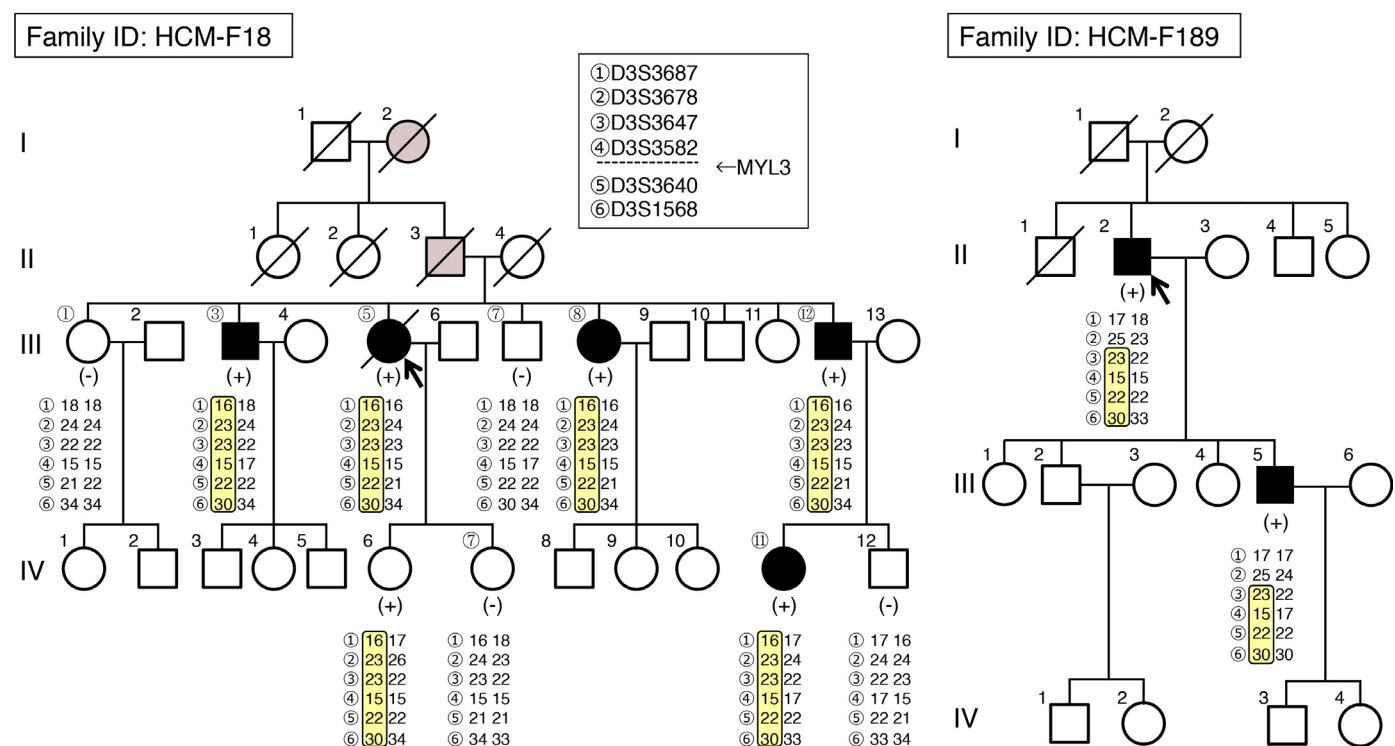 Family ID: HCM-F18
①D3S3687
②D3S3678
③D3S3647
④D3S3582
←MYL3
⑤D3S3640
⑥D3S1568
I
1 2
II
1 2 3 4
III
① 2 ③ 4 ⑤ 6 ⑦ ⑧ 9 10 11 ⑫ 13
(-) (+) (+) (-) (+) (+)
① 18 18 ① 16 18 ① 16 16 ① 18 18 ① 16 16 ① 16 16
② 24 24 ② 23 24 ② 23 24 ② 24 24 ② 23 24 ② 23 24
③ 22 22 ③ 23 22 ③ 23 23 ③ 22 22 ③ 23 23 ③ 23 23
④ 15 15 ④ 15 17 ④ 15 15 ④ 15 17 ④ 15 15 ④ 15 15
⑤ 21 22 ⑤ 22 22 ⑤ 22 21 ⑤ 22 22 ⑤ 22 21 ⑤ 22 21
⑥ 34 34 ⑥ 30 34 ⑥ 30 34 ⑥ 30 34 ⑥ 30 34 ⑥ 30 34
IV
1 2 3 4 5 6 ⑦ 8 9 10 ⑪ 12
(+) (-) (+) (-)
① 16 17 ① 16 18 ① 16 17 ① 17 16
② 23 26 ② 24 23 ② 23 24 ② 24 24
③ 23 22 ③ 23 22 ③ 23 22 ③ 22 23
④ 15 15 ④ 15 15 ④ 15 17 ④ 17 15
⑤ 22 22 ⑤ 21 21 ⑤ 22 22 ⑤ 22 21
⑥ 30 34 ⑥ 34 33 ⑥ 30 33 ⑥ 33 34
Family ID: HCM-F189
I
1 2
II
1 2 3 4 5
(+)
① 17 18
② 25 23
③ 23 22
④ 15 15
⑤ 22 22
⑥ 30 33
III
1 2 3 4 5 6
(+)
① 17 17
② 25 24
③ 23 22
④ 15 17
⑤ 22 22
⑥ 30 30
IV
1 2 3 4